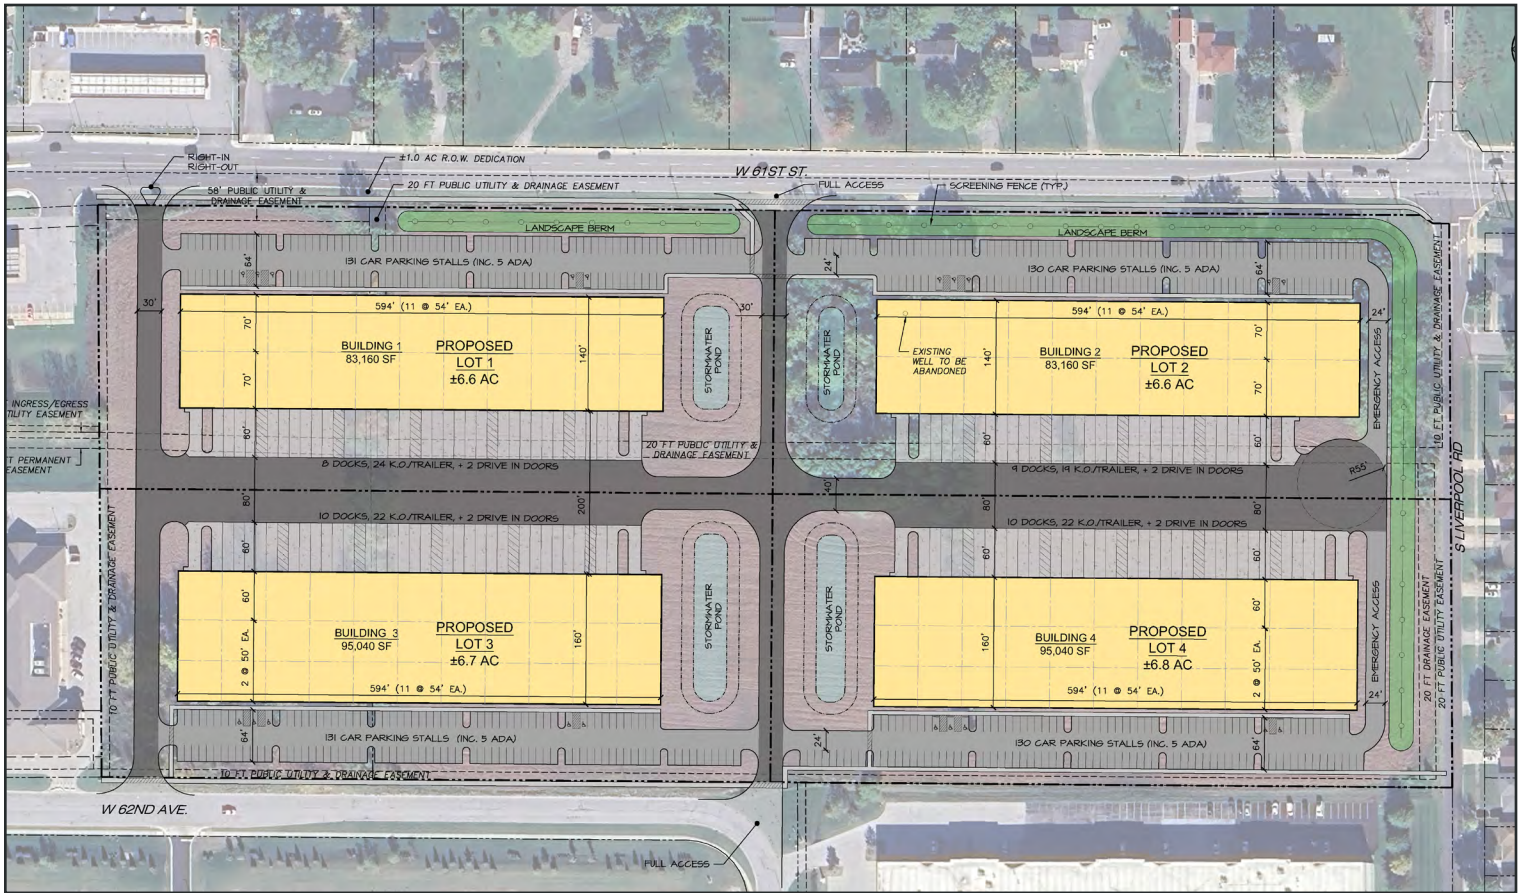 RIGHT-IN
RIGHT-OUT
±1.0 AC R.O.W. DEDICATION
W 61ST ST.
58' PUBLIC UTILITY &
DRAINAGE EASEMENT
20 FT PUBLIC UTILITY & DRAINAGE EASEMENT
FULL ACCESS
SCREENING FENCE (TYP.)
LANDSCAPE BERM
LANDSCAPE BERM
64'
131 CAR PARKING STALLS (INC. 5 ADA)
24'
130 CAR PARKING STALLS (INC. 5 ADA)
64'
30'
594' (11 @ 54' EA.)
30'
594' (11 @ 54' EA.)
24'
70'
70'
BUILDING 1
83,160 SF
PROPOSED
LOT 1
±6.6 AC
140'
STORMWATER
POND
STORMWATER
POND
EXISTING
WELL TO BE
ABANDONED
140'
BUILDING 2
83,160 SF
PROPOSED
LOT 2
±6.6 AC
70'
70'
EMERGENCY ACCESS
10 FT PUBLIC UTILITY & DRAINAGE EASEMENT
INGRESS/EGRESS
TILITY EASEMENT
FT PERMANENT
EASEMENT
60'
20 FT PUBLIC UTILITY &
DRAINAGE EASEMENT
60'
60'
8 DOCKS, 24 K.O./TRAILER, + 2 DRIVE IN DOORS
9 DOCKS, 19 K.O./TRAILER, + 2 DRIVE IN DOORS
R55'
S LIVERPOOL RD
80'
200'
40'
80'
80'
10 DOCKS, 22 K.O./TRAILER, + 2 DRIVE IN DOORS
10 DOCKS, 22 K.O./TRAILER, + 2 DRIVE IN DOORS
60'
60'
60'
10 FT PUBLIC UTILITY & DRAINAGE EASEMENT
60'
2 @ 50' EA.
BUILDING 3
95,040 SF
PROPOSED
LOT 3
±6.7 AC
160'
STORMWATER
POND
STORMWATER
POND
160'
BUILDING 4
95,040 SF
PROPOSED
LOT 4
±6.8 AC
60'
2 @ 50' EA.
EMERGENCY ACCESS
20 FT DRAINAGE EASEMENT
20 FT PUBLIC UTILITY EASEMENT
594' (11 @ 54' EA.)
594' (11 @ 54' EA.)
24'
64'
131 CAR PARKING STALLS (INC. 5 ADA)
24'
130 CAR PARKING STALLS (INC. 5 ADA)
64'
10 FT PUBLIC UTILITY & DRAINAGE EASEMENT
W 62ND AVE.
FULL ACCESS